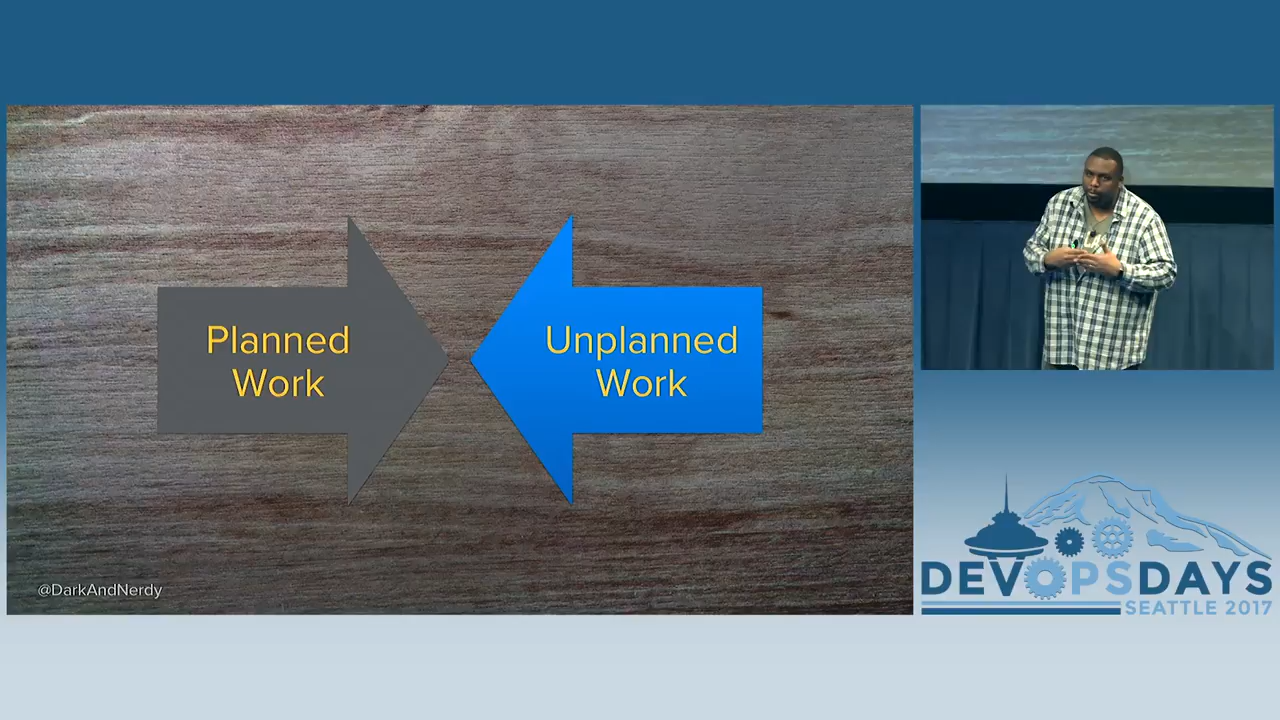 Planned
Work
Unplanned
Work
@DarkAndNerdy
DEVOPSDAYS
SEATTLE 2017